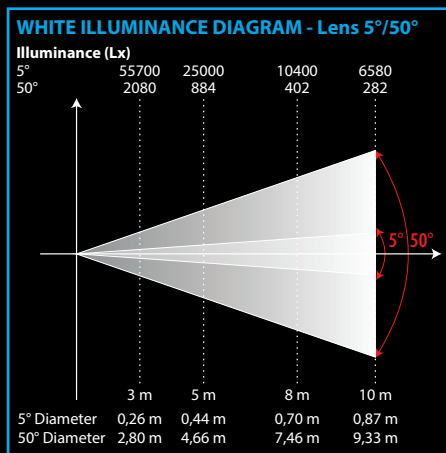 WHITE ILLUMINANCE DIAGRAM - Lens 5°/50°
Illuminance (Lx)
5° 55700 25000 10400 6580
50° 2080 884 402 282
5° 50°
3 m 5 m 8 m 10 m
5° Diameter 0,26 m 0,44 m 0,70 m 0,87 m
50° Diameter 2,80 m 4,66 m 7,46 m 9,33 m